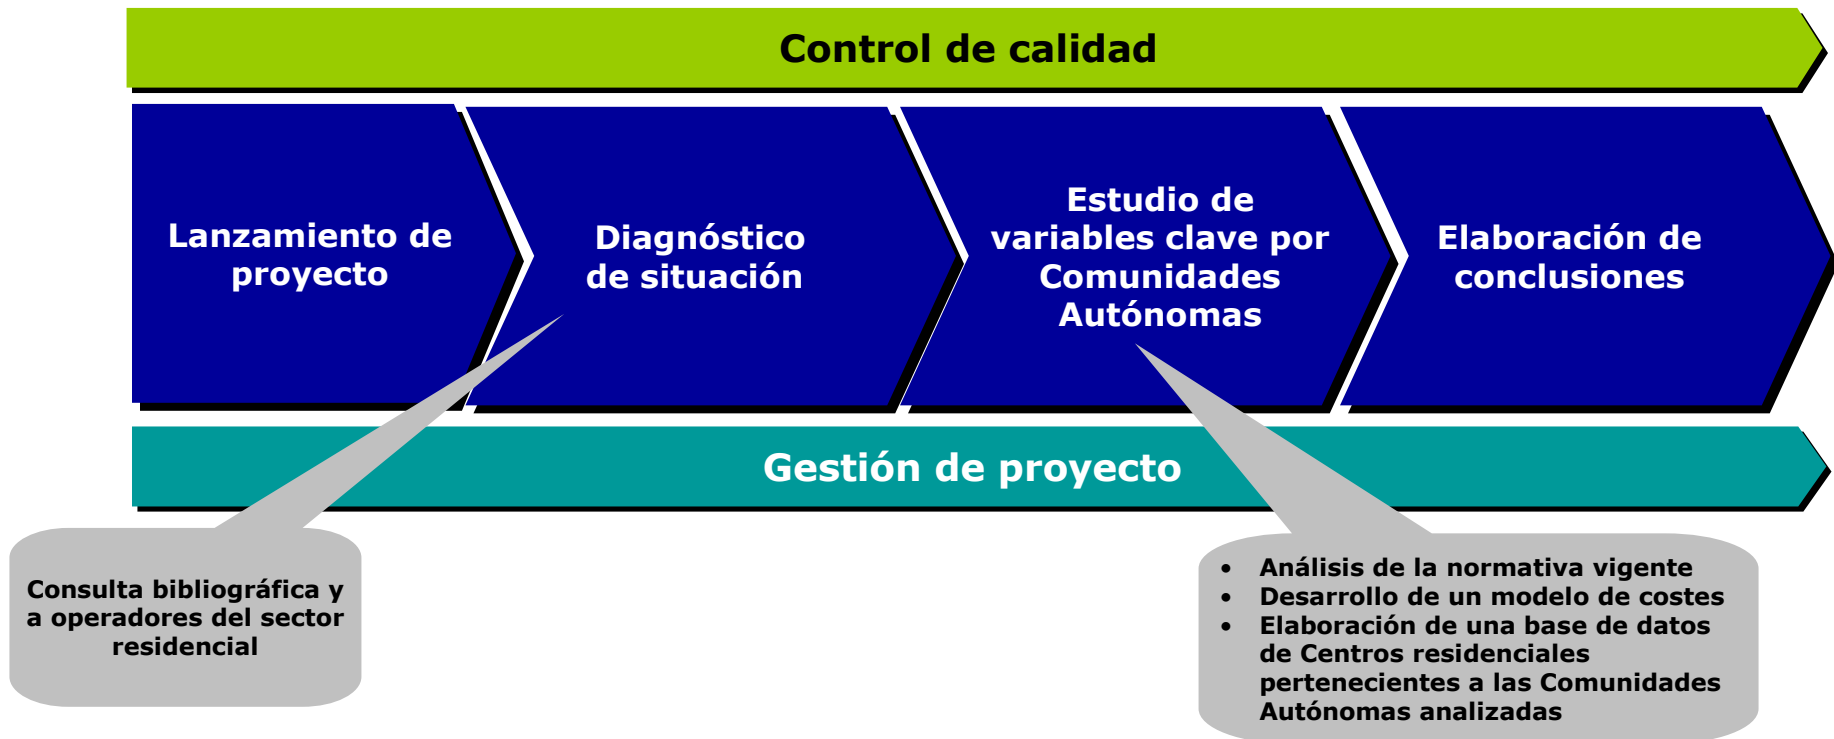 Control de calidad
Lanzamiento de
proyecto
Diagnóstico
de situación
Estudio de
variables clave por
Comunidades
Autónomas
Elaboración de
conclusiones
Gestión de proyecto
Consulta bibliográfica y
a operadores del sector
residencial
• Análisis de la normativa vigente
• Desarrollo de un modelo de costes
• Elaboración de una base de datos
de Centros residenciales
pertenecientes a las Comunidades
Autónomas analizadas